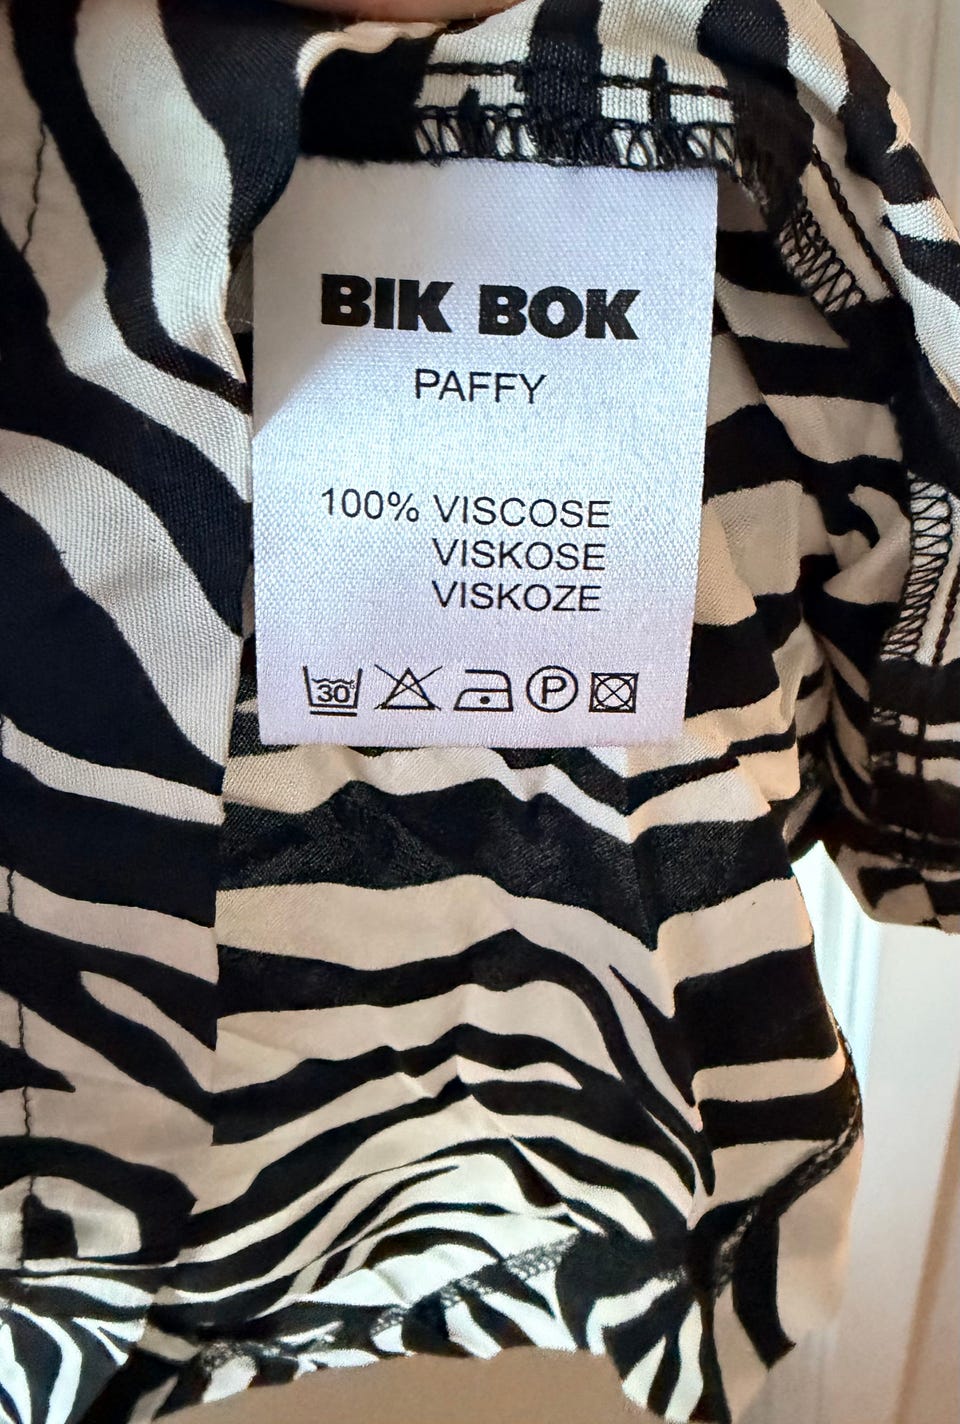 BIK BOK
PAFFY
100% VISCOSE
VISKOSE
VISKOZE
30° P